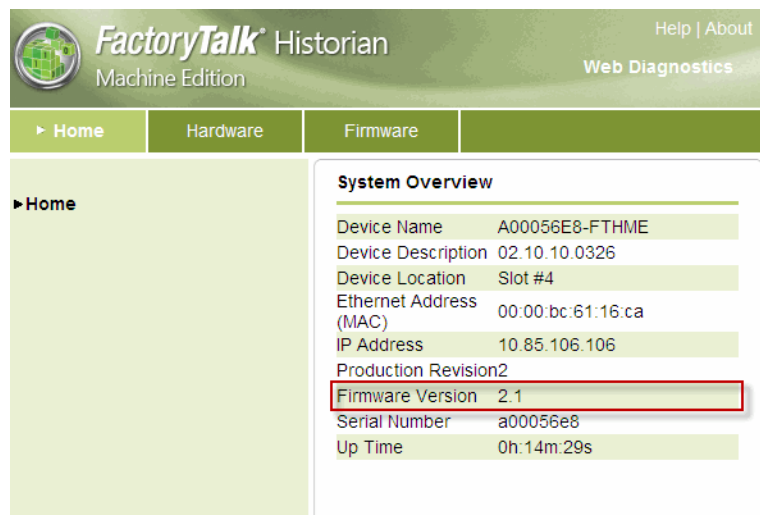 FactoryTalk® Historian
Machine Edition
Help | About
Web Diagnostics
► Home Hardware Firmware
►Home
System Overview
Device Name A00056E8-FTHME
Device Description 02.10.10.0326
Device Location Slot #4
Ethernet Address
(MAC) 00:00:bc:61:16:ca
IP Address 10.85.106.106
Production Revision2
Firmware Version 2.1
Serial Number a00056e8
Up Time 0h:14m:29s